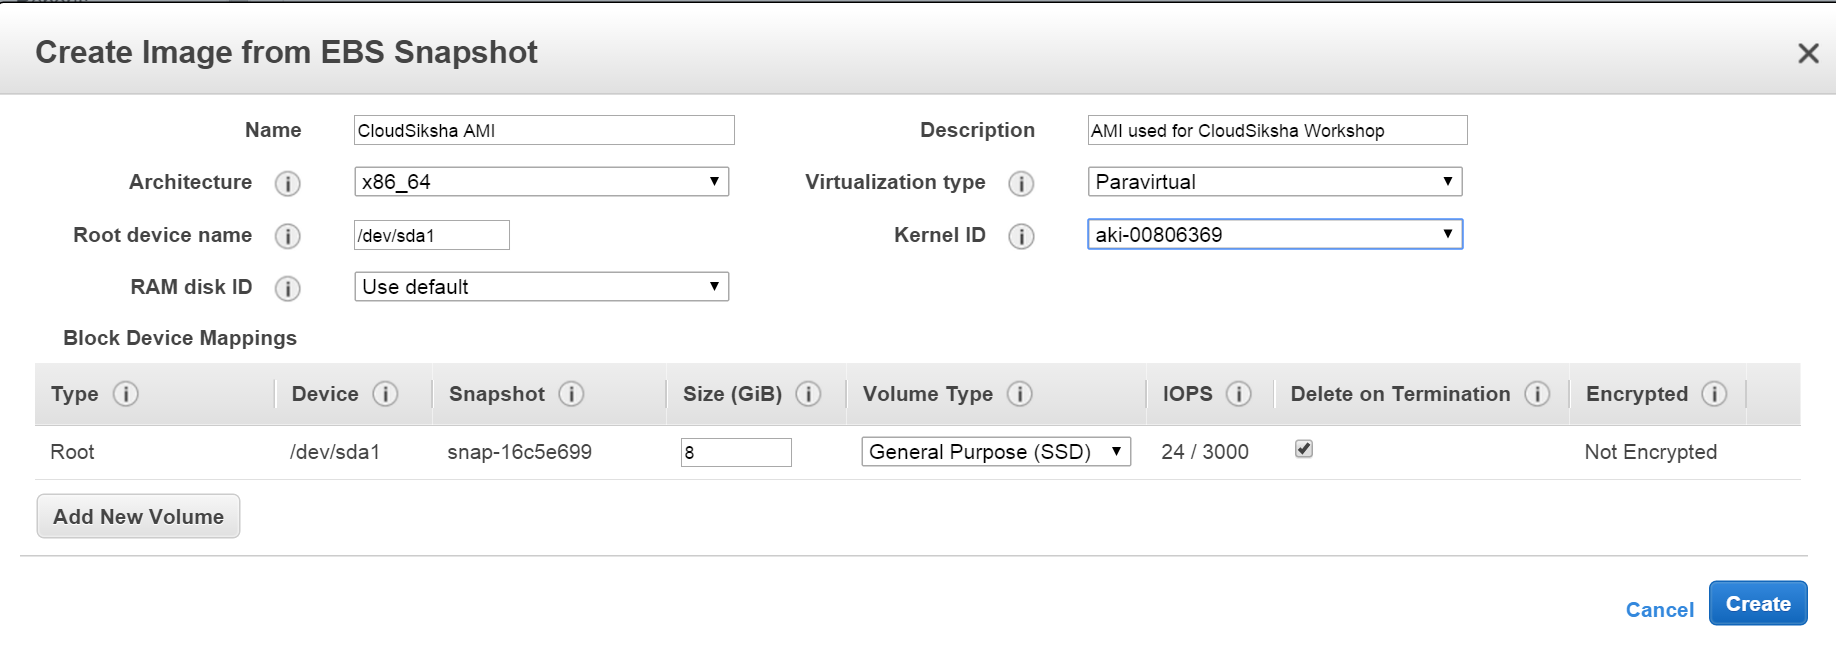 Create Image from EBS Snapshot
Name CloudSiksha AMI Description AMI used for CloudSiksha Workshop
Architecture x86_64 Virtualization type Paravirtual
Root device name /dev/sda1 Kernel ID aki-00806369
RAM disk ID Use default
Block Device Mappings
Type Device Snapshot Size (GiB) Volume Type IOPS Delete on Termination Encrypted
Root /dev/sda1 snap-16c5e699 8 General Purpose (SSD) 24 / 3000 Not Encrypted
Add New Volume
Cancel Create